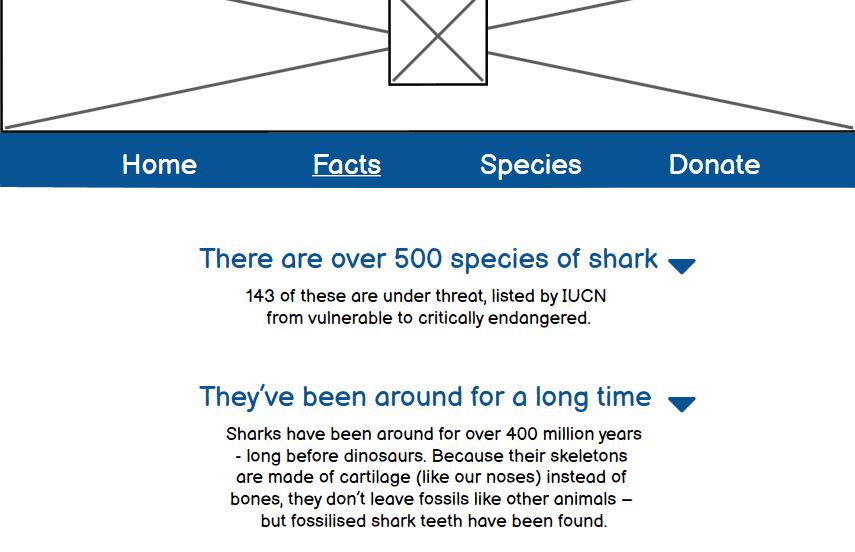 Home Facts Species Donate
There are over 500 species of shark
143 of these are under threat, listed by IUCN
from vulnerable to critically endangered.
They've been around for a long time
Sharks have been around for over 400 million years
- long before dinosaurs. Because their skeletons
are made of cartilage (like our noses) instead of
bones, they don't leave fossils like other animals –
but fossilised shark teeth have been found.